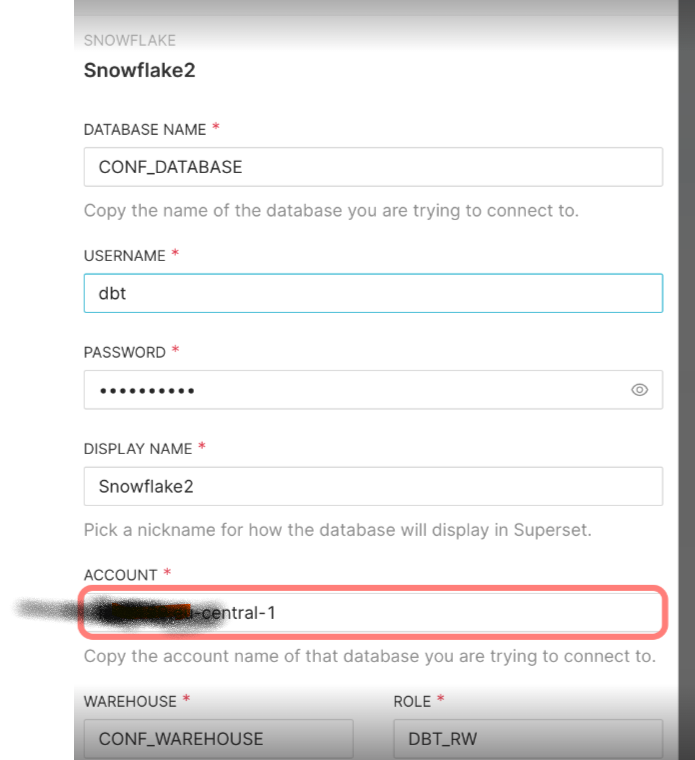 SNOWFLAKE
Snowflake2
DATABASE NAME *
CONF_DATABASE
Copy the name of the database you are trying to connect to.
USERNAME *
dbt
PASSWORD *
••••••••••
DISPLAY NAME *
Snowflake2
Pick a nickname for how the database will display in Superset.
ACCOUNT *
-central-1
Copy the account name of that database you are trying to connect to.
WAREHOUSE * ROLE *
CONF_WAREHOUSE DBT_RW